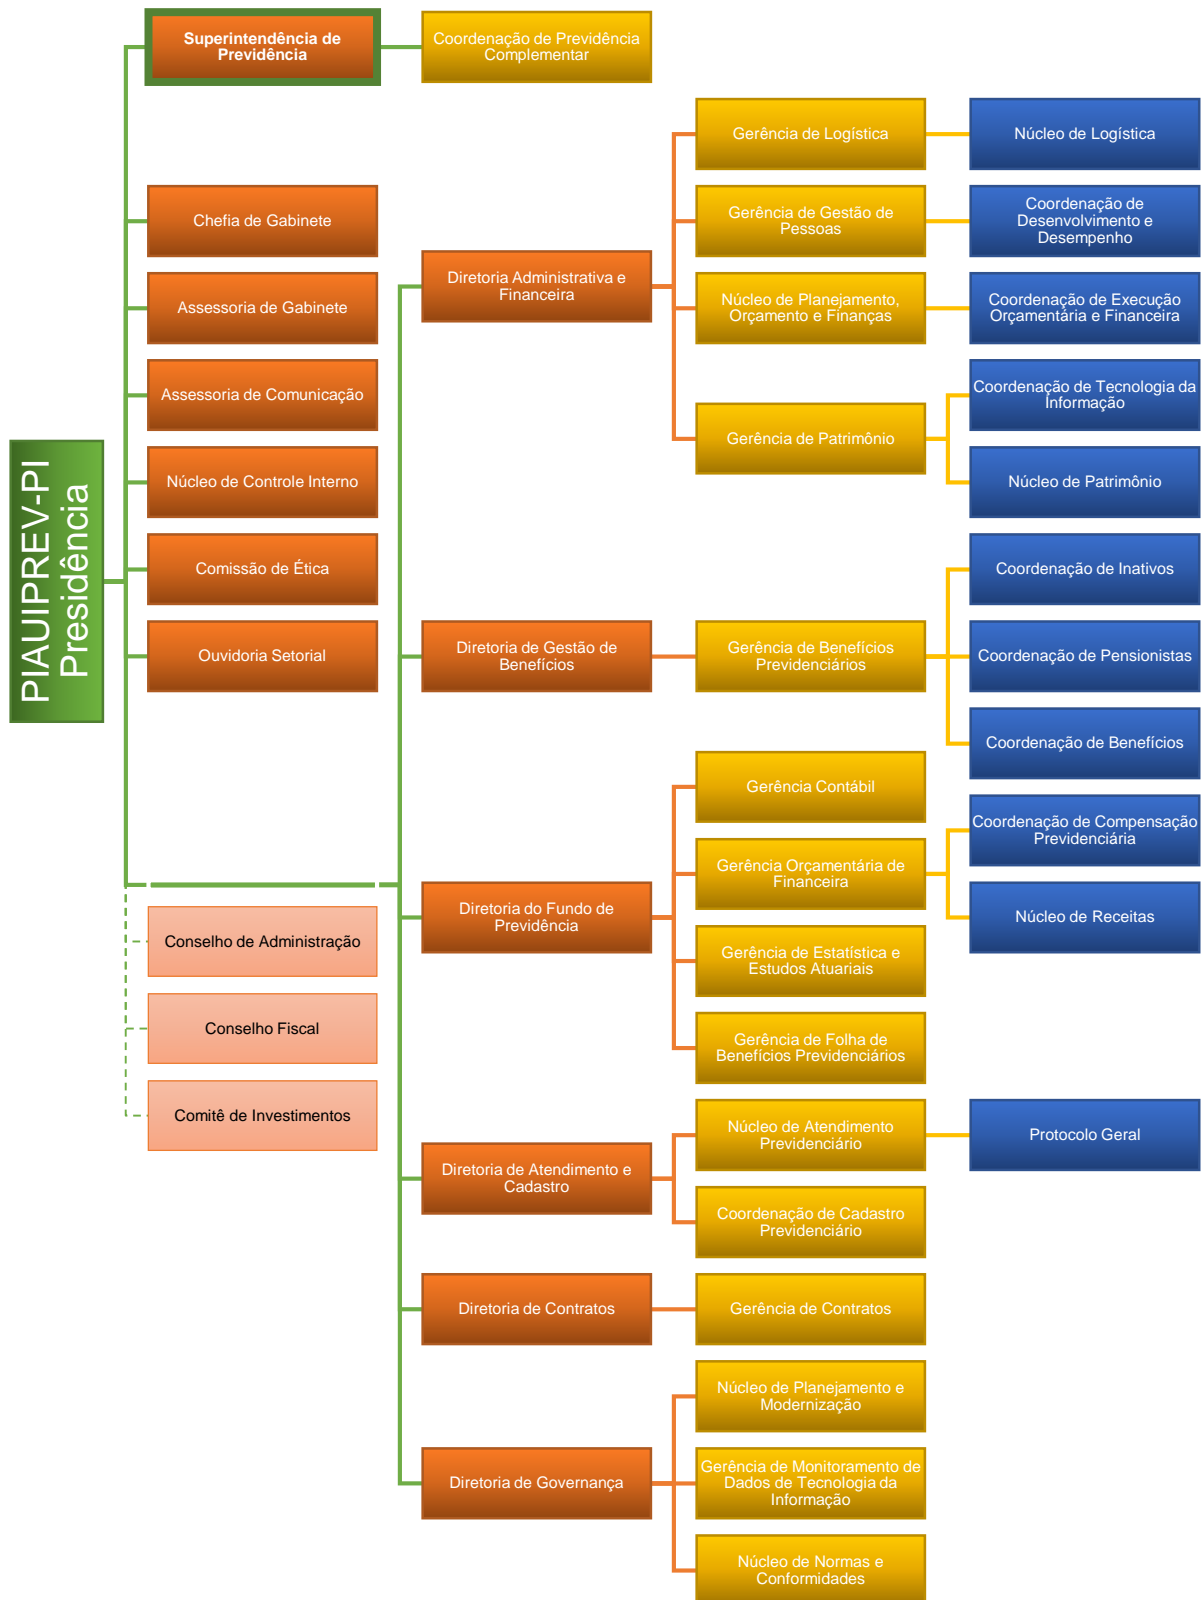 PIAUIPREV-PI
Presidência
Superintendência de
Previdência
Coordenação de Previdência
Complementar
Chefia de Gabinete
Assessoria de Gabinete
Assessoria de Comunicação
Núcleo de Controle Interno
Comissão de Ética
Ouvidoria Setorial
Diretoria Administrativa e
Financeira
Gerência de Logística
Núcleo de Logística
Gerência de Gestão de
Pessoas
Coordenação de
Desenvolvimento e
Desempenho
Núcleo de Planejamento,
Orçamento e Finanças
Coordenação de Execução
Orçamentária e Financeira
Gerência de Patrimônio
Coordenação de Tecnologia da
Informação
Núcleo de Patrimônio
Diretoria de Gestão de
Benefícios
Gerência de Benefícios
Previdenciários
Coordenação de Inativos
Coordenação de Pensionistas
Coordenação de Benefícios
Diretoria do Fundo de
Previdência
Gerência Contábil
Gerência Orçamentária de
Financeira
Coordenação de Compensação
Previdenciária
Núcleo de Receitas
Gerência de Estatística e
Estudos Atuariais
Gerência de Folha de
Benefícios Previdenciários
Diretoria de Atendimento e
Cadastro
Núcleo de Atendimento
Previdenciário
Protocolo Geral
Coordenação de Cadastro
Previdenciário
Diretoria de Contratos
Gerência de Contratos
Diretoria de Governança
Núcleo de Planejamento e
Modernização
Gerência de Monitoramento de
Dados de Tecnologia da
Informação
Núcleo de Normas e
Conformidades
Conselho de Administração
Conselho Fiscal
Comitê de Investimentos